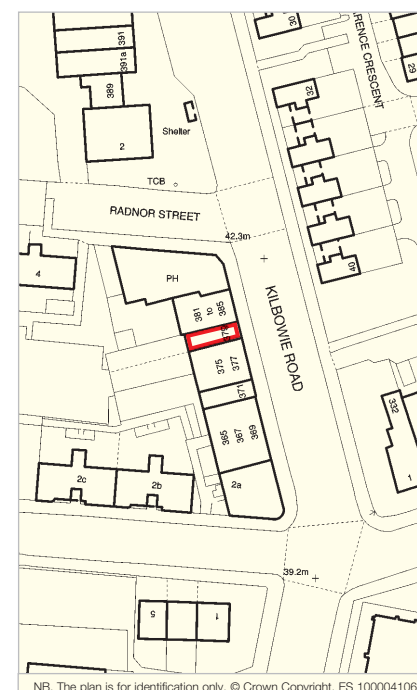 30
RENCE CRESCENT
29
391
391a
389
2
Shelter
32
TCB
RADNOR STREET
42.3m
40
4
PH
381
to
385
379
KILBOWIE ROAD
375
377
371
365
367
369
332
1
2c
2b
2a
39.2m
5
1
NB. The plan is for identification only. © Crown Copyright, ES 100004106